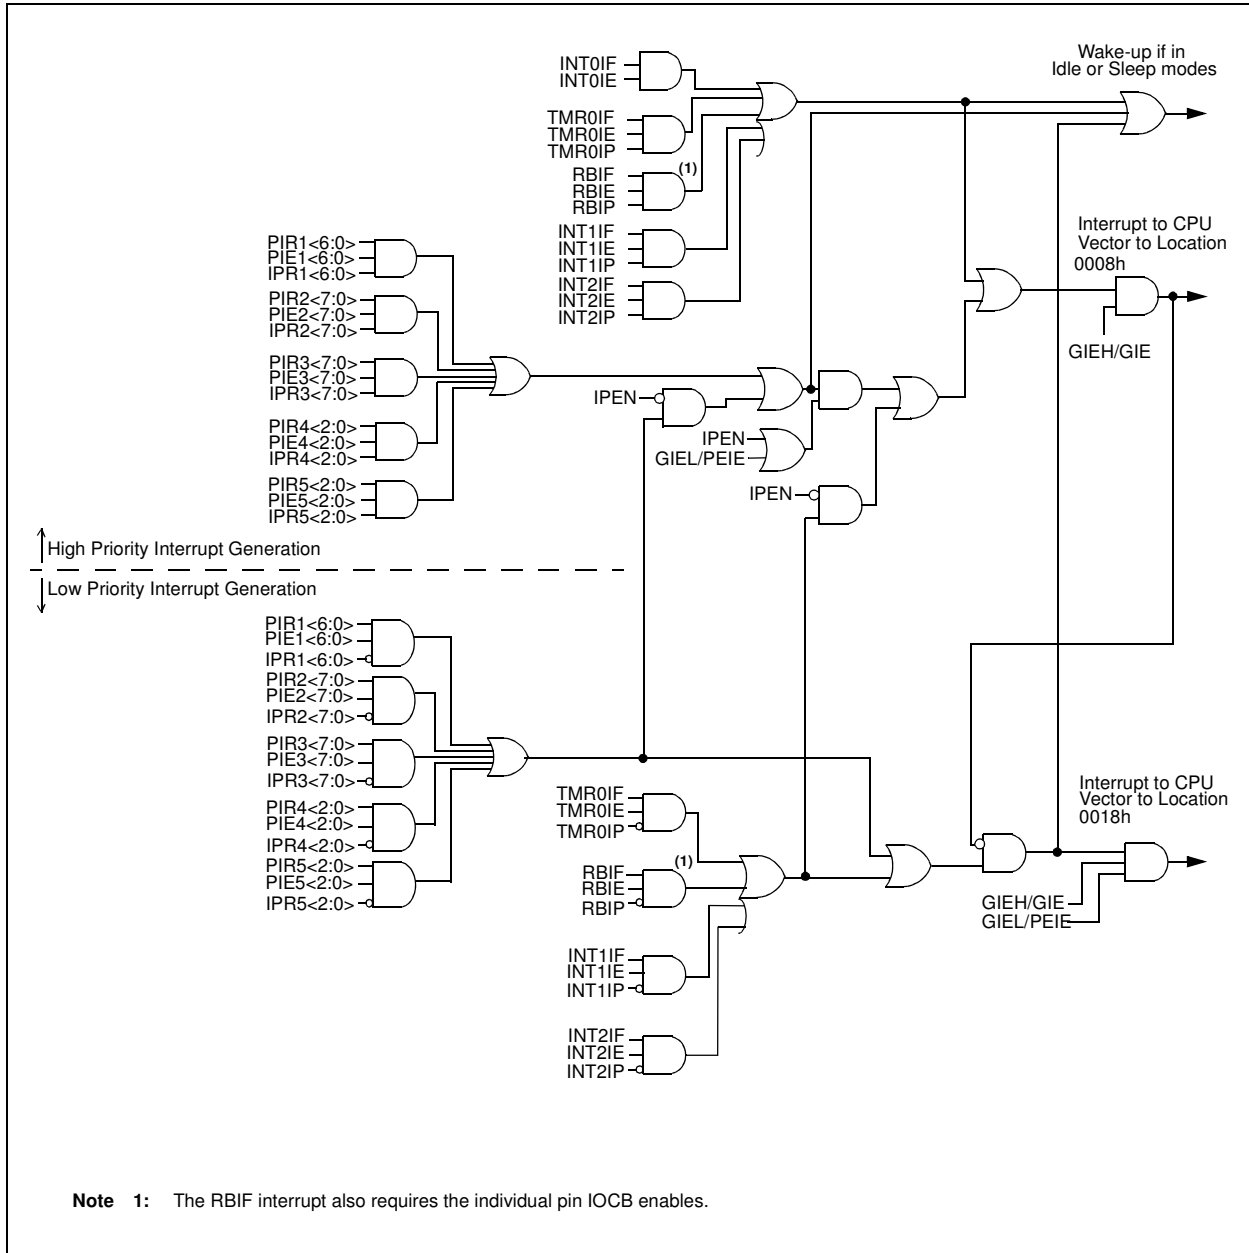 Wake-up if in
Idle or Sleep modes
INT0IF
INT0IE
TMR0IF
TMR0IE
TMR0IP
(1)
RBIF
RBIE
RBIP
INT1IF
INT1IE
INT1IP
INT2IF
INT2IE
INT2IP
Interrupt to CPU
Vector to Location
0008h
GIEH/GIE
PIR1<6:0>
PIE1<6:0>
IPR1<6:0>
PIR2<7:0>
PIE2<7:0>
IPR2<7:0>
PIR3<7:0>
PIE3<7:0>
IPR3<7:0>
PIR4<2:0>
PIE4<2:0>
IPR4<2:0>
PIR5<2:0>
PIE5<2:0>
IPR5<2:0>
IPEN
IPEN
GIEL/PEIE
IPEN
High Priority Interrupt Generation
Low Priority Interrupt Generation
PIR1<6:0>
PIE1<6:0>
IPR1<6:0>
PIR2<7:0>
PIE2<7:0>
IPR2<7:0>
PIR3<7:0>
PIE3<7:0>
IPR3<7:0>
PIR4<2:0>
PIE4<2:0>
IPR4<2:0>
PIR5<2:0>
PIE5<2:0>
IPR5<2:0>
TMR0IF
TMR0IE
TMR0IP
(1)
RBIF
RBIE
RBIP
INT1IF
INT1IE
INT1IP
INT2IF
INT2IE
INT2IP
Interrupt to CPU
Vector to Location
0018h
GIEH/GIE
GIEL/PEIE
Note 1: The RBIF interrupt also requires the individual pin IOCB enables.